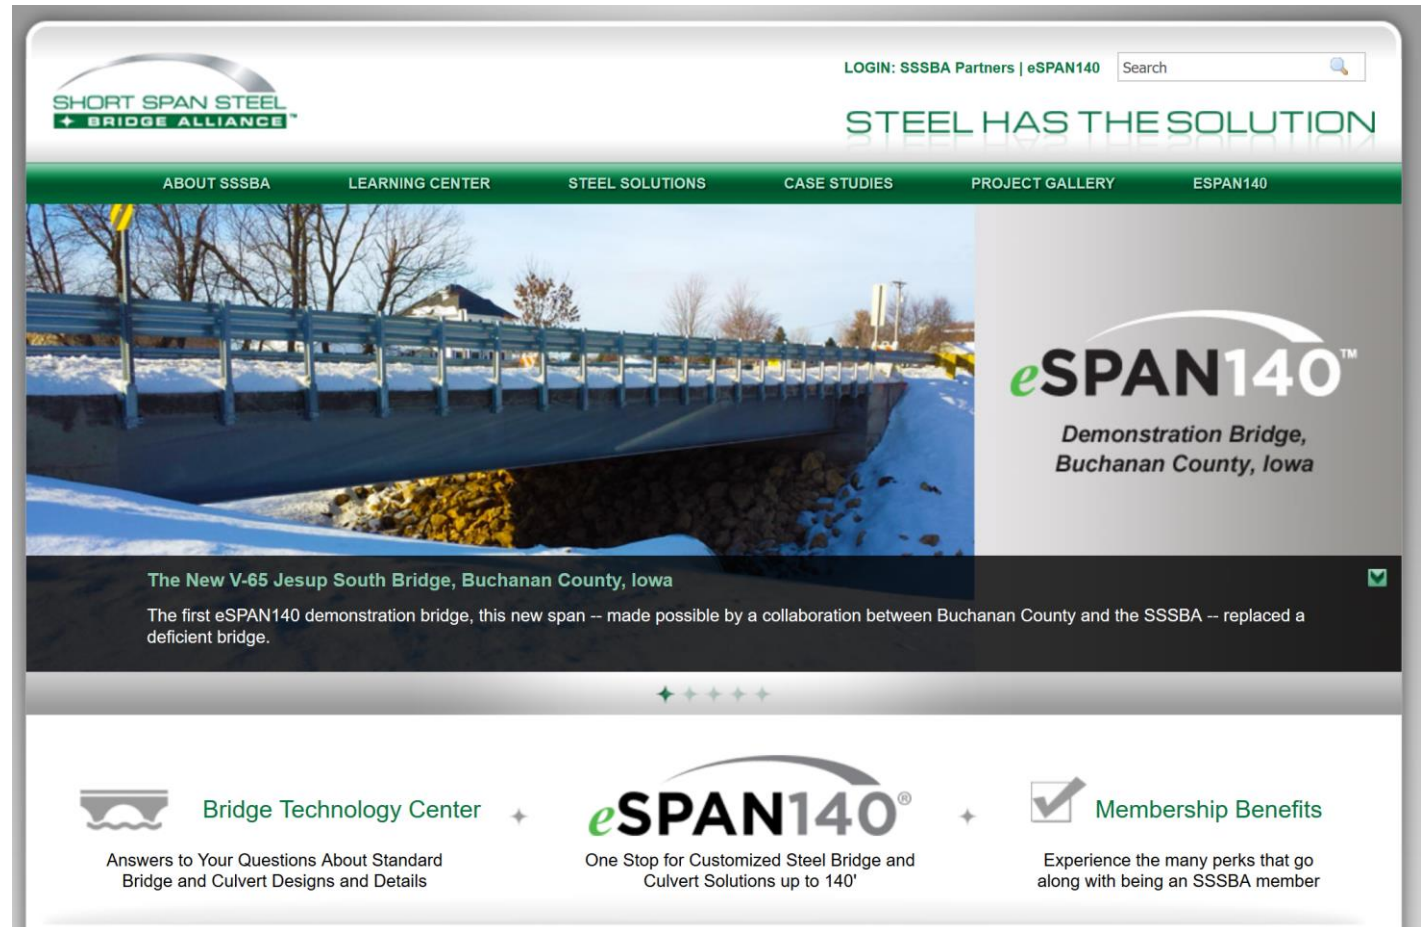 SHORT SPAN STEEL
BRIDGE ALLIANCE™
LOGIN: SSSBA Partners | eSPAN140
Search
STEEL HAS THE SOLUTION
ABOUT SSSBA
LEARNING CENTER
STEEL SOLUTIONS
CASE STUDIES
PROJECT GALLERY
ESPAN140
eSPAN140™
Demonstration Bridge,
Buchanan County, Iowa
The New V-65 Jesup South Bridge, Buchanan County, Iowa
The first eSPAN140 demonstration bridge, this new span -- made possible by a collaboration between Buchanan County and the SSSBA -- replaced a
deficient bridge.
Bridge Technology Center
Answers to Your Questions About Standard
Bridge and Culvert Designs and Details
eSPAN140®
One Stop for Customized Steel Bridge and
Culvert Solutions up to 140'
Membership Benefits
Experience the many perks that go
along with being an SSSBA member